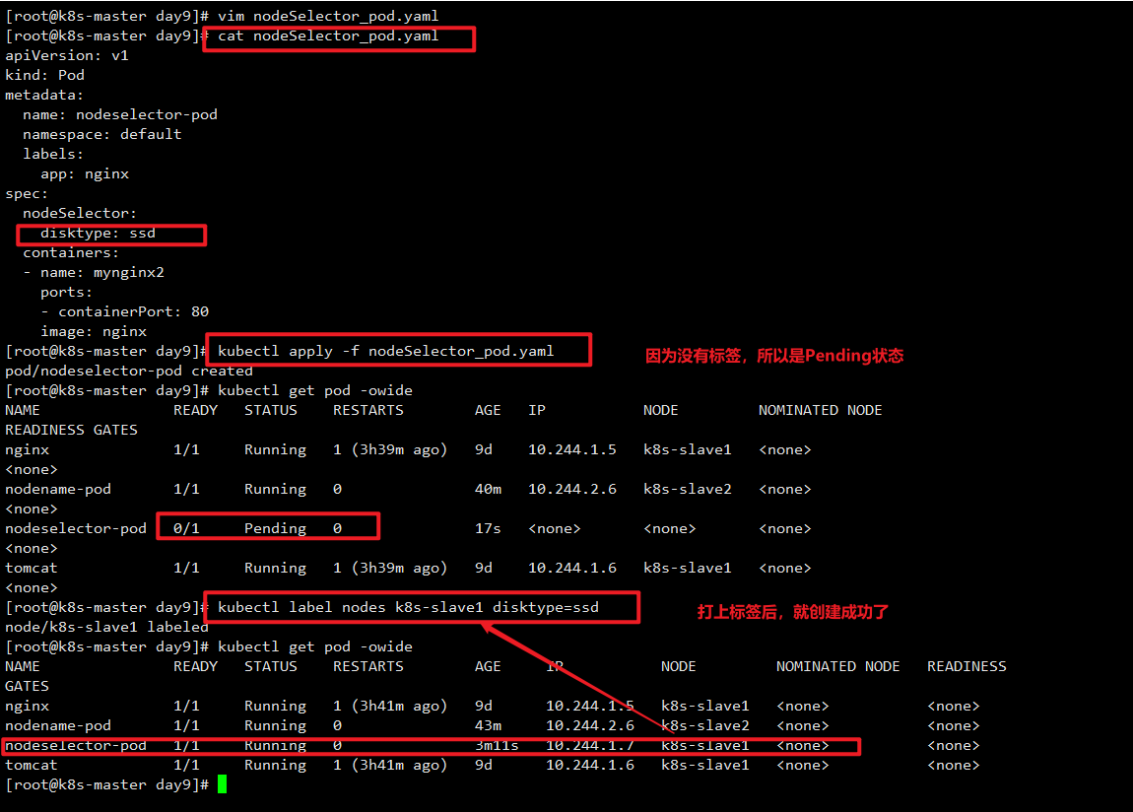 [root@k8s-master day9]# vim nodeSelector_pod.yaml
[root@k8s-master day9]# cat nodeSelector_pod.yaml
apiVersion: v1
kind: Pod
metadata:
  name: nodeselector-pod
  namespace: default
  labels:
    app: nginx
spec:
  nodeSelector:
    disktype: ssd
  containers:
  - name: mynginx2
    ports:
    - containerPort: 80
    image: nginx
[root@k8s-master day9]# kubectl apply -f nodeSelector_pod.yaml
因为没有标签，所以是Pending状态
pod/nodeselector-pod created
[root@k8s-master day9]# kubectl get pod -owide
NAME               READY   STATUS    RESTARTS        AGE   IP           NODE         NOMINATED NODE
READINESS GATES
nginx              1/1     Running   1 (3h39m ago)   9d    10.244.1.5   k8s-slave1   <none>
<none>
nodename-pod       1/1     Running   0               40m   10.244.2.6   k8s-slave2   <none>
<none>
nodeselector-pod   0/1     Pending   0               17s   <none>       <none>       <none>
<none>
tomcat             1/1     Running   1 (3h39m ago)   9d    10.244.1.6   k8s-slave1   <none>
<none>
[root@k8s-master day9]# kubectl label nodes k8s-slave1 disktype=ssd
打上标签后，就创建成功了
node/k8s-slave1 labeled
[root@k8s-master day9]# kubectl get pod -owide
NAME               READY   STATUS    RESTARTS        AGE     IP           NODE         NOMINATED NODE   READINESS
GATES
nginx              1/1     Running   1 (3h41m ago)   9d      10.244.1.5   k8s-slave1   <none>           <none>
nodename-pod       1/1     Running   0               43m     10.244.2.6   k8s-slave2   <none>           <none>
nodeselector-pod   1/1     Running   0               3m11s   10.244.1.7   k8s-slave1   <none>           <none>
tomcat             1/1     Running   1 (3h41m ago)   9d      10.244.1.6   k8s-slave1   <none>           <none>
[root@k8s-master day9]#